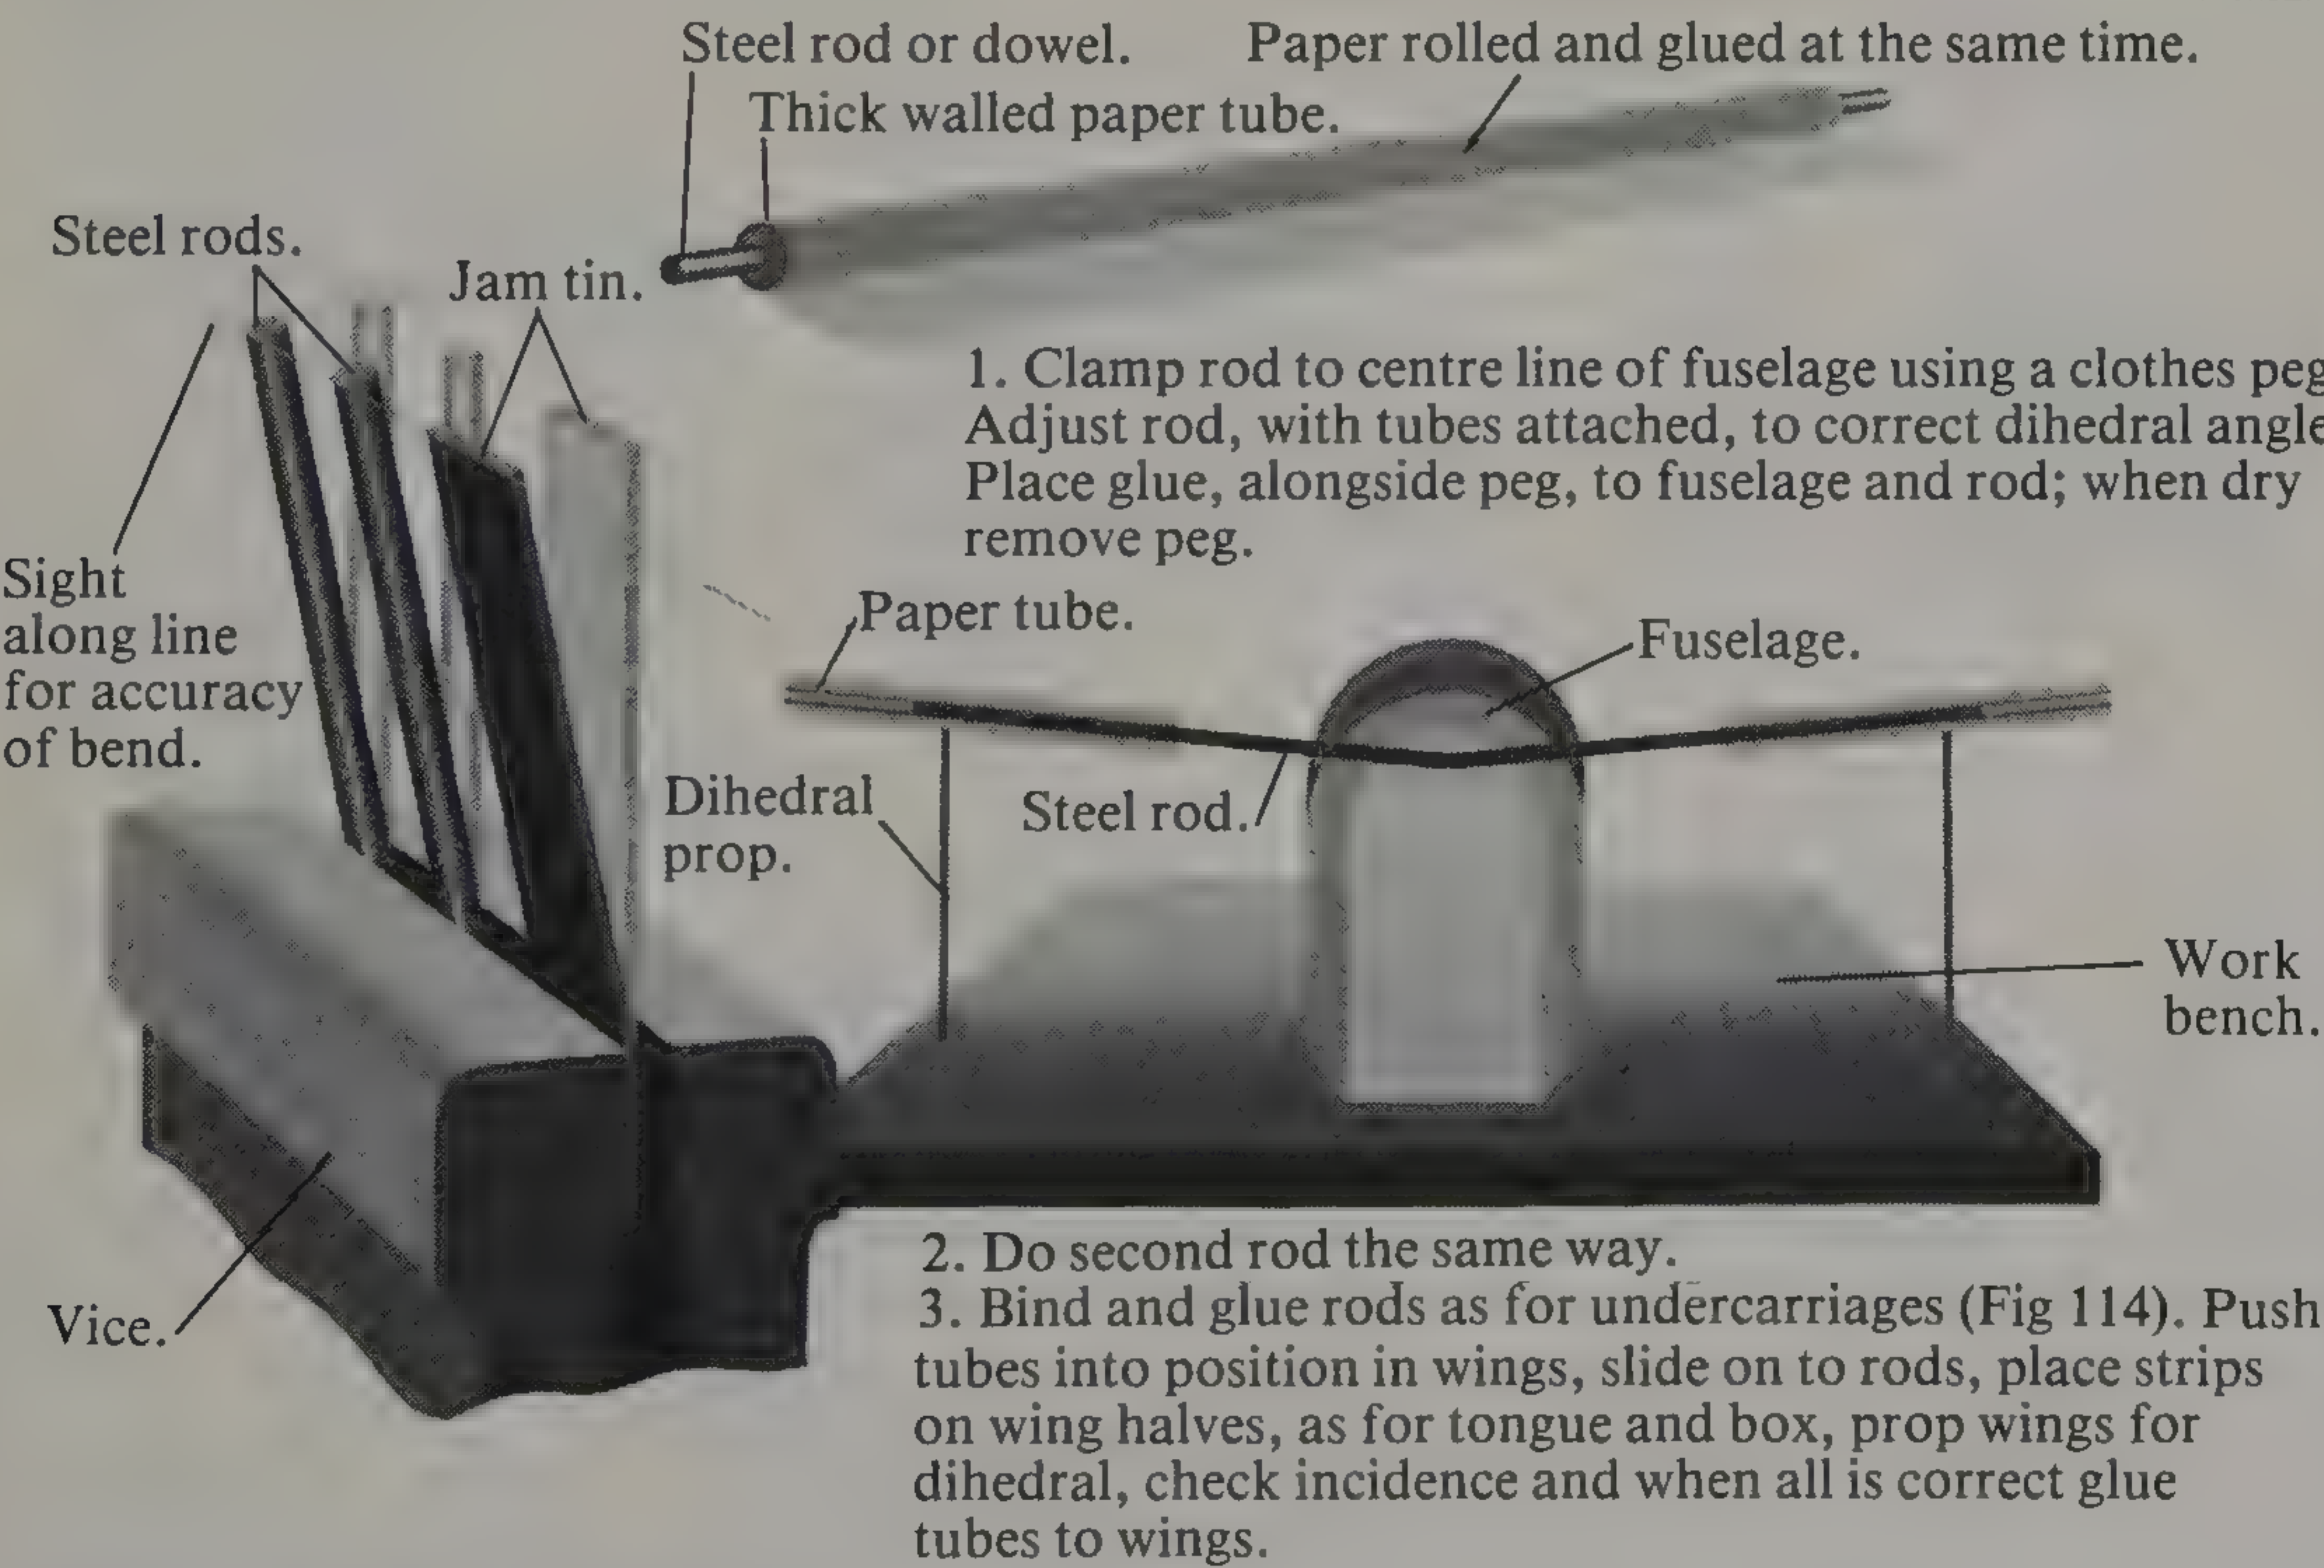 Steel rod or dowel.
Paper rolled and glued at the same time.
Thick walled paper tube.
Steel rods.
Jam tin.
1. Clamp rod to centre line of fuselage using a clothes peg
Adjust rod, with tubes attached, to correct dihedral angle
Place glue, alongside peg, to fuselage and rod; when dry
remove peg.
Sight
along line
for accuracy
of bend.
Paper tube.
Fuselage.
Dihedral
prop.
Steel rod.
Work
bench.
Vice.
2. Do second rod the same way.
3. Bind and glue rods as for undercarriages (Fig 114). Push
tubes into position in wings, slide on to rods, place strips
on wing halves, as for tongue and box, prop wings for
dihedral, check incidence and when all is correct glue
tubes to wings.